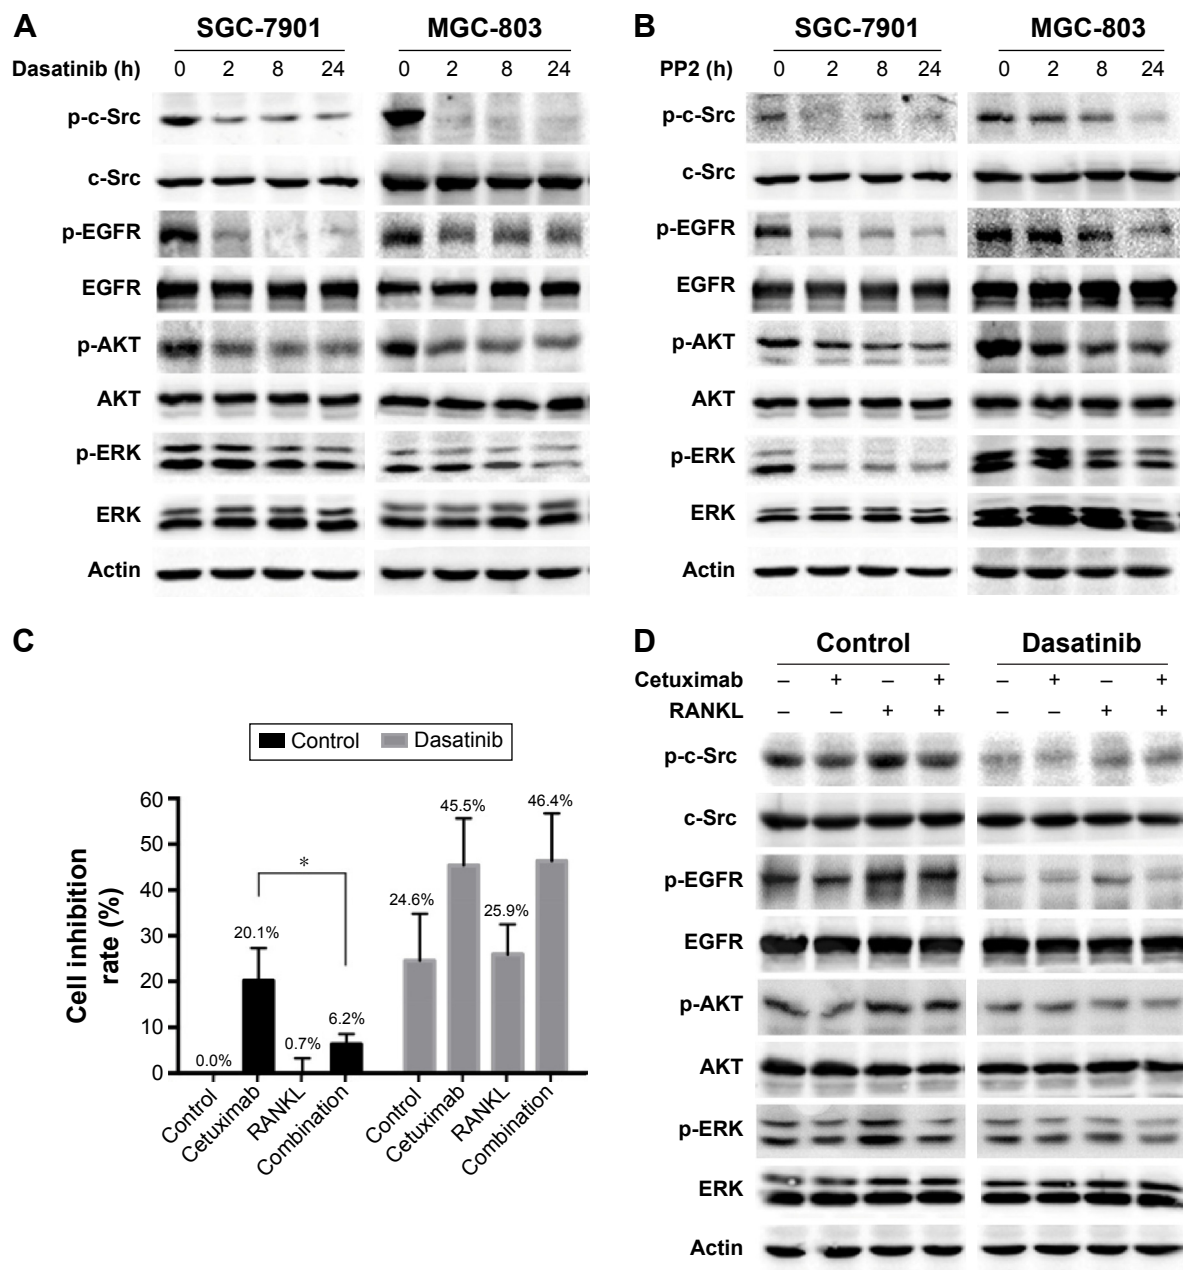 A
SGC-7901 MGC-803
Dasatinib (h) 0 2 8 24 0 2 8 24
p-c-Src
c-Src
p-EGFR
EGFR
p-AKT
AKT
p-ERK
ERK
Actin
B
SGC-7901 MGC-803
PP2 (h) 0 2 8 24 0 2 8 24
p-c-Src
c-Src
p-EGFR
EGFR
p-AKT
AKT
p-ERK
ERK
Actin
C
Control Dasatinib
Cell inhibition
rate (%)
60
50
40
30
20
10
0
0.0% 20.1% 0.7% 6.2% 24.6% 45.5% 25.9% 46.4%
*
Control Cetuximab RANKL Combination Control Cetuximab RANKL Combination
D
Control Dasatinib
Cetuximab – + – + – + – +
RANKL – – + + – – + +
p-c-Src
c-Src
p-EGFR
EGFR
p-AKT
AKT
p-ERK
ERK
Actin